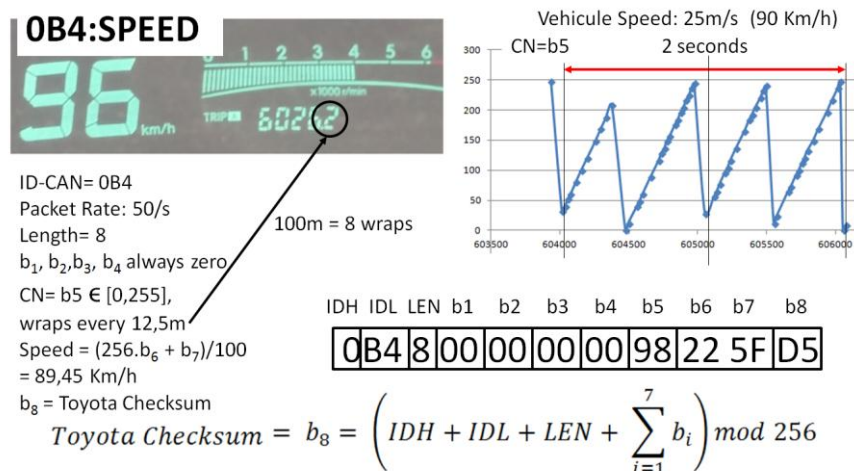 0B4:SPEED
96 km/h
0 1 2 3 4 5 6
x1000 r/min
TRIP A 6026.2
ID-CAN= 0B4
Packet Rate: 50/s
Length= 8
b₁, b₂,b₃, b₄ always zero
CN= b5 ∈ [0,255],
wraps every 12,5m
Speed = (256.b₆ + b₇)/100
= 89,45 Km/h
b₈ = Toyota Checksum
100m = 8 wraps
Vehicule Speed: 25m/s (90 Km/h)
CN=b5 2 seconds
300
250
200
150
100
50
0
603500 604000 604500 605000 605500 606000
IDH IDL LEN b1 b2 b3 b4 b5 b6 b7 b8
0 B4 8 00 00 00 00 98 22 5F D5
Toyota Checksum = b₈ = (IDH + IDL + LEN + ∑ᵢ₌₁⁷ bᵢ) mod 256